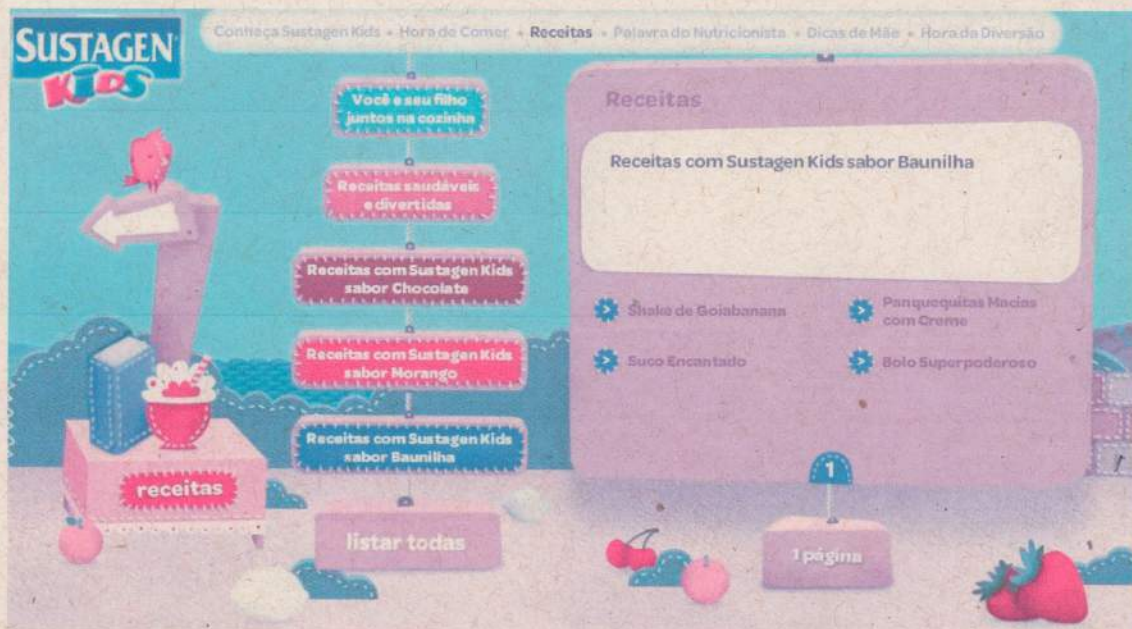 SUSTAGEN
KIDS
Conheça Sustagen Kids • Hora de Comer • Receitas • Palavra do Nutricionista • Dicas de Mãe • Hora da Diversão
Você e seu filho
juntos na cozinha
Receitas saudáveis
e divertidas
Receitas com Sustagen Kids
sabor Chocolate
Receitas com Sustagen Kids
sabor Morango
Receitas com Sustagen Kids
sabor Baunilha
listar todas
receitas
Receitas
Receitas com Sustagen Kids sabor Baunilha
Shake de Goiabanana
Panquequitas Macias
com Creme
Suco Encantado
Bolo Superpoderoso
1
1 página